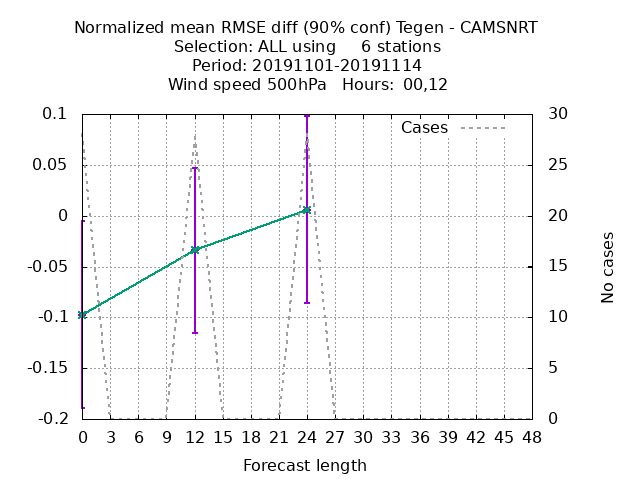 Normalized mean RMSE diff (90% conf) Tegen - CAMSNRT
Selection: ALL using     6 stations
Period: 20191101-20191114
Wind speed 500hPa   Hours:  00,12
0.1
0.05
0
-0.05
-0.1
-0.15
-0.2
Cases
30
25
20
15
10
5
0
No cases
0 3 6 9 12 15 18 21 24 27 30 33 36 39 42 45 48
Forecast length